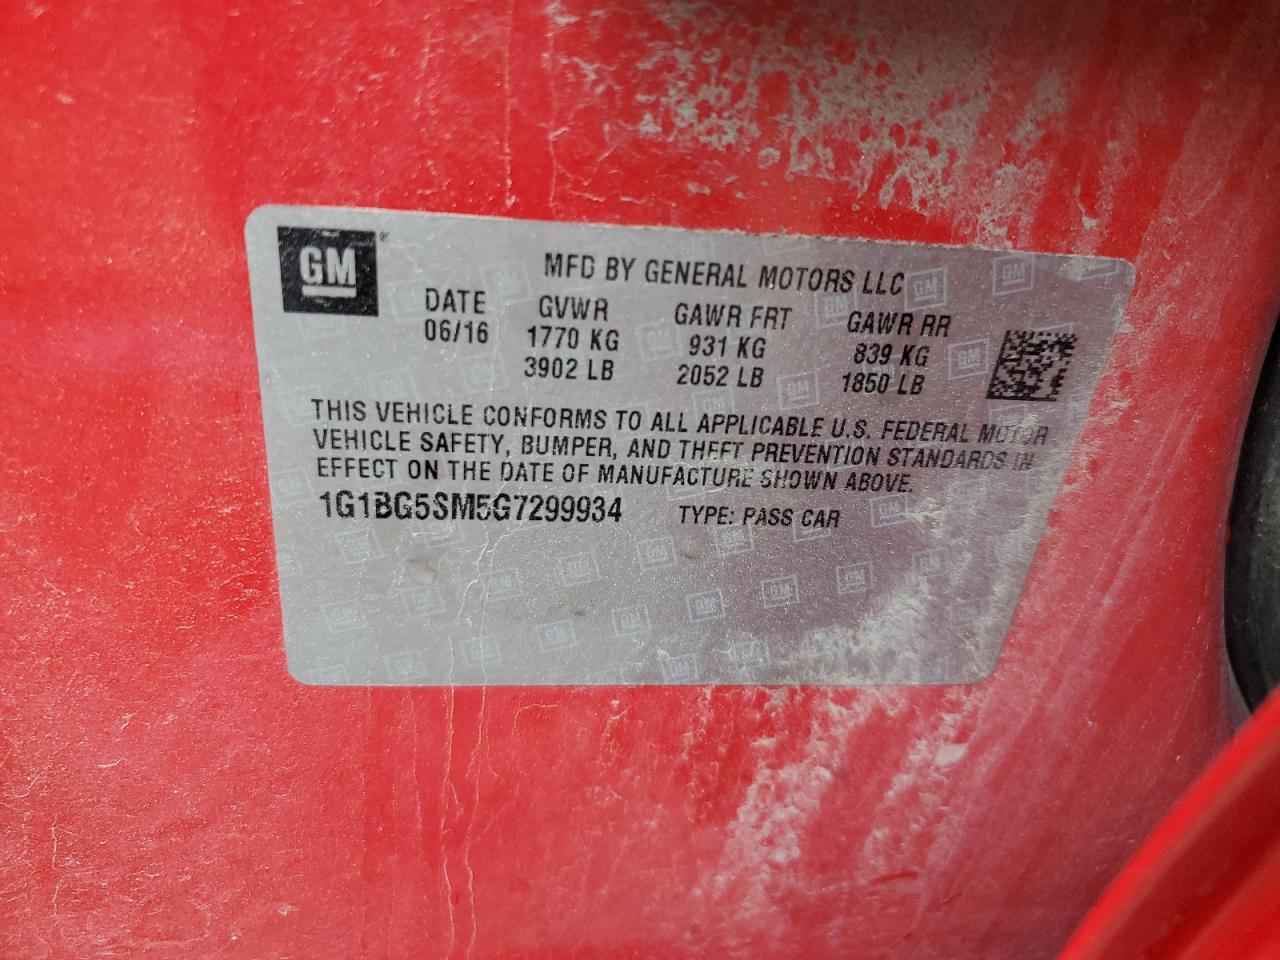 GM
MFD BY GENERAL MOTORS LLC
DATE GVWR GAWR FRT GAWR RR
06/16 1770 KG 931 KG 839 KG
3902 LB 2052 LB 1850 LB
THIS VEHICLE CONFORMS TO ALL APPLICABLE U.S. FEDERAL MOTOR
VEHICLE SAFETY, BUMPER, AND THEFT PREVENTION STANDARDS IN
EFFECT ON THE DATE OF MANUFACTURE SHOWN ABOVE.
1G1BG5SM5G7299934 TYPE: PASS CAR